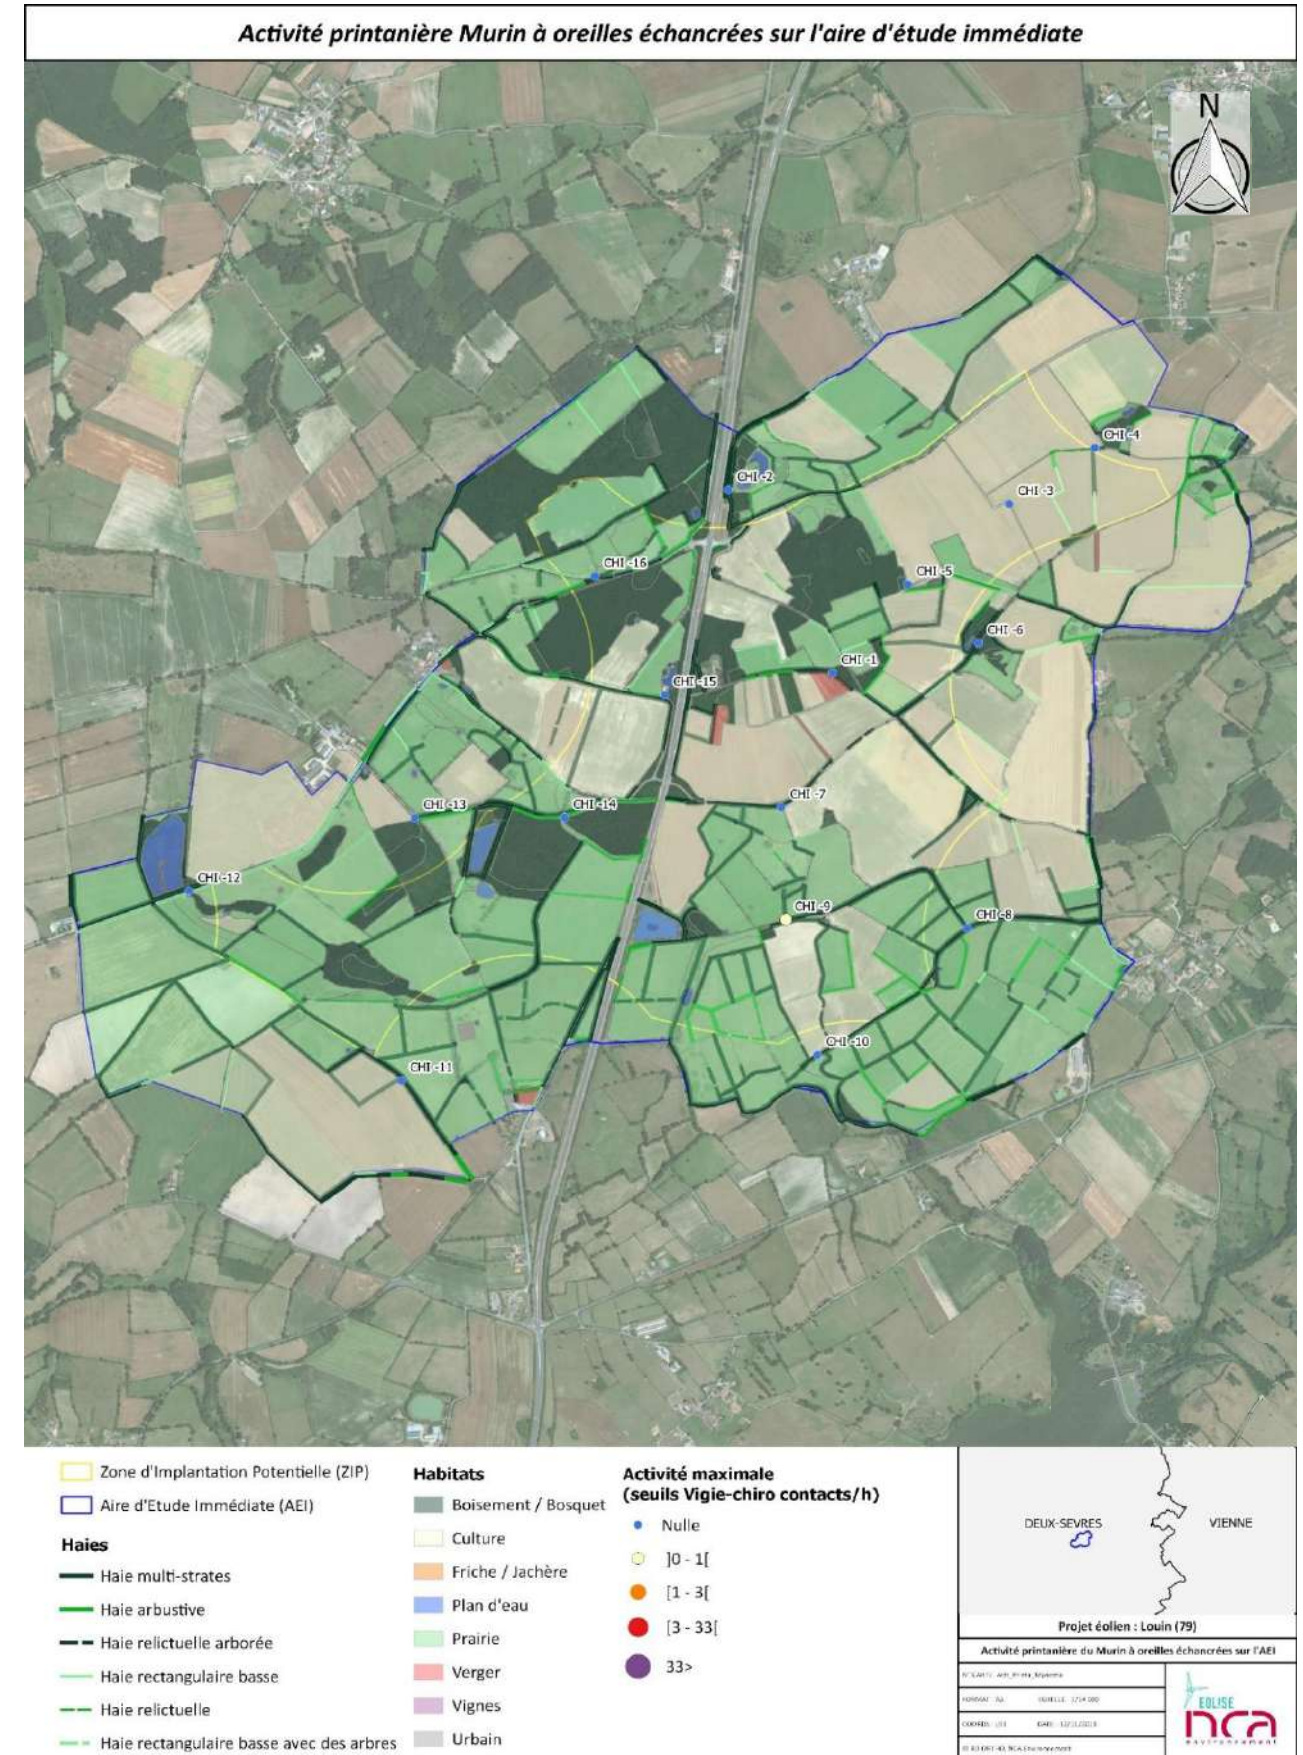 Activité printanière Murin à oreilles échancrées sur l'aire d'étude immédiate
N
CHI -4
CHI -2
CHI -3
CHI -16
CHI -5
CHI -6
CHI -1
CHI -15
CHI -7
CHI -13
CHI -14
CHI -12
CHI -9
CHI -8
CHI -10
CHI -11
Zone d'Implantation Potentielle (ZIP)
Aire d'Etude Immédiate (AEI)
Haies
Haie multi-strates
Haie arbustive
Haie relictuelle arborée
Haie rectangulaire basse
Haie relictuelle
Haie rectangulaire basse avec des arbres
Habitats
Boisement / Bosquet
Culture
Friche / Jachère
Plan d'eau
Prairie
Verger
Vignes
Urbain
Activité maximale
(seuils Vigie-chiro contacts/h)
Nulle
]0 - 1[
[1 - 3[
[3 - 33[
33>
DEUX-SEVRES
VIENNE
Projet éolien : Louin (79)
Activité printanière du Murin à oreilles échancrées sur l'AEI
EOLISE
nca
environnement